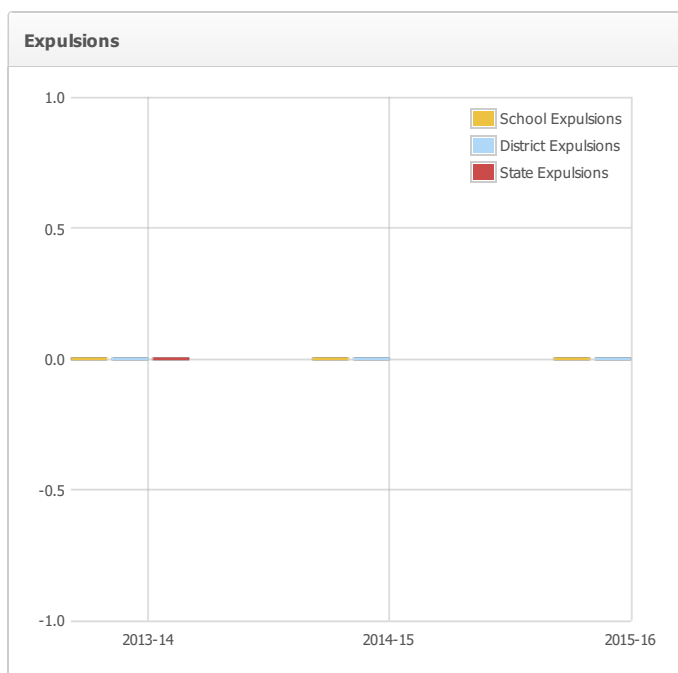 Expulsions
1.0
School Expulsions
District Expulsions
State Expulsions
0.5
0.0
-0.5
-1.0
2013-14 2014-15 2015-16